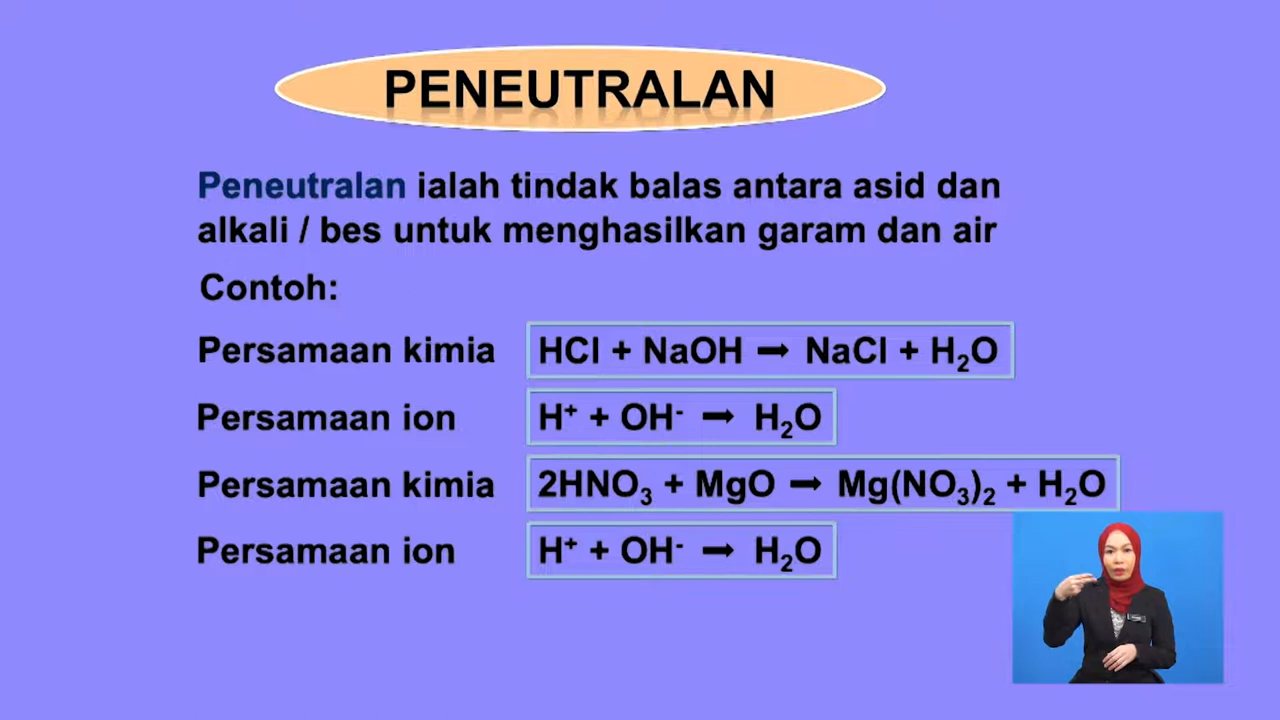 PENEUTRALAN
Peneutralan ialah tindak balas antara asid dan
alkali / bes untuk menghasilkan garam dan air
Contoh:
Persamaan kimia HCl + NaOH → NaCl + H₂O
Persamaan ion H⁺ + OH⁻ → H₂O
Persamaan kimia 2HNO₃ + MgO → Mg(NO₃)₂ + H₂O
Persamaan ion H⁺ + OH⁻ → H₂O